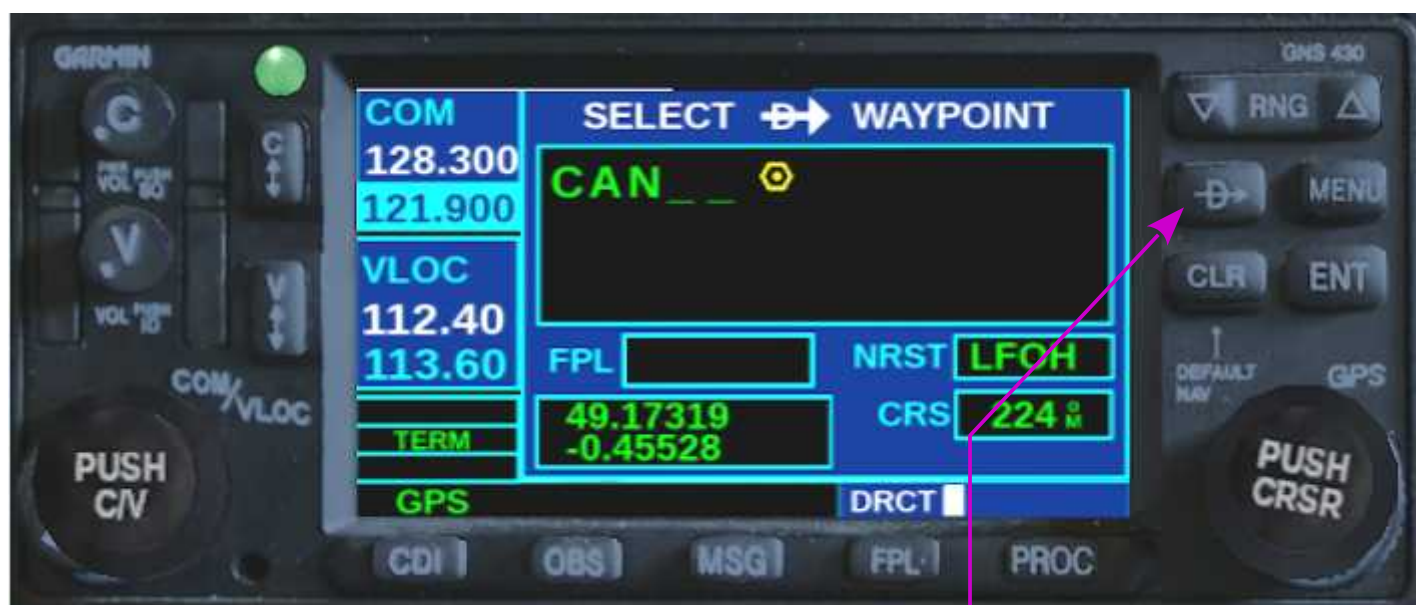 GARMIN
GNS 430
C
PWR PUSH
VOL SQ
C
V
VOL PUSH
ID
V
COM/VLOC
PUSH
C/V
COM
128.300
121.900
VLOC
112.40
113.60
TERM
GPS
SELECT D WAYPOINT
CAN_ _
FPL
NRST LFOH
49.17319
-0.45528
CRS 224 °M
DRCT
RNG
D
MENU
CLR
ENT
DEFAULT
NAV
GPS
PUSH
CRSR
CDI
OBS
MSG
FPL
PROC